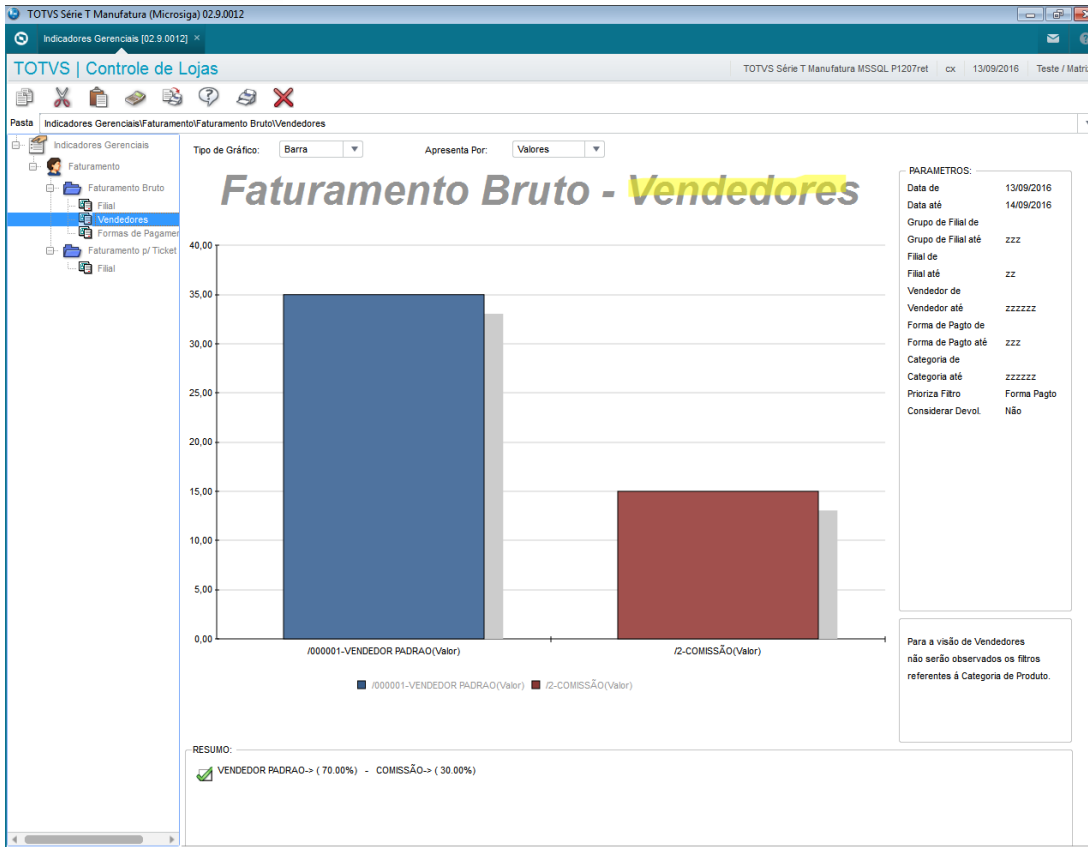 TOTVS Série T Manufatura (Microsiga) 02.9.0012
Indicadores Gerenciais [02.9.0012] ×
TOTVS | Controle de Lojas
TOTVS Série T Manufatura MSSQL P1207ret cx 13/09/2016 Teste / Matriz
Pasta Indicadores Gerenciais\Faturamento\Faturamento Bruto\Vendedores
Indicadores Gerenciais
Faturamento
Faturamento Bruto
Filial
Vendedores
Formas de Pagamer
Faturamento p/ Ticket
Filial
Tipo de Gráfico: Barra Apresenta Por: Valores
Faturamento Bruto - Vendedores
40,00
35,00
30,00
25,00
20,00
15,00
10,00
5,00
0,00
/000001-VENDEDOR PADRAO(Valor) /2-COMISSÃO(Valor)
/000001-VENDEDOR PADRAO(Valor) /2-COMISSÃO(Valor)
PARAMETROS:
Data de 13/09/2016
Data até 14/09/2016
Grupo de Filial de
Grupo de Filial até zzz
Filial de
Filial até zz
Vendedor de
Vendedor até zzzzzz
Forma de Pagto de
Forma de Pagto até zzz
Categoria de
Categoria até zzzzzz
Prioriza Filtro Forma Pagto
Considerar Devol. Não
Para a visão de Vendedores
não serão observados os filtros
referentes á Categoria de Produto.
RESUMO:
VENDEDOR PADRAO-> ( 70.00%) - COMISSÃO-> ( 30.00%)